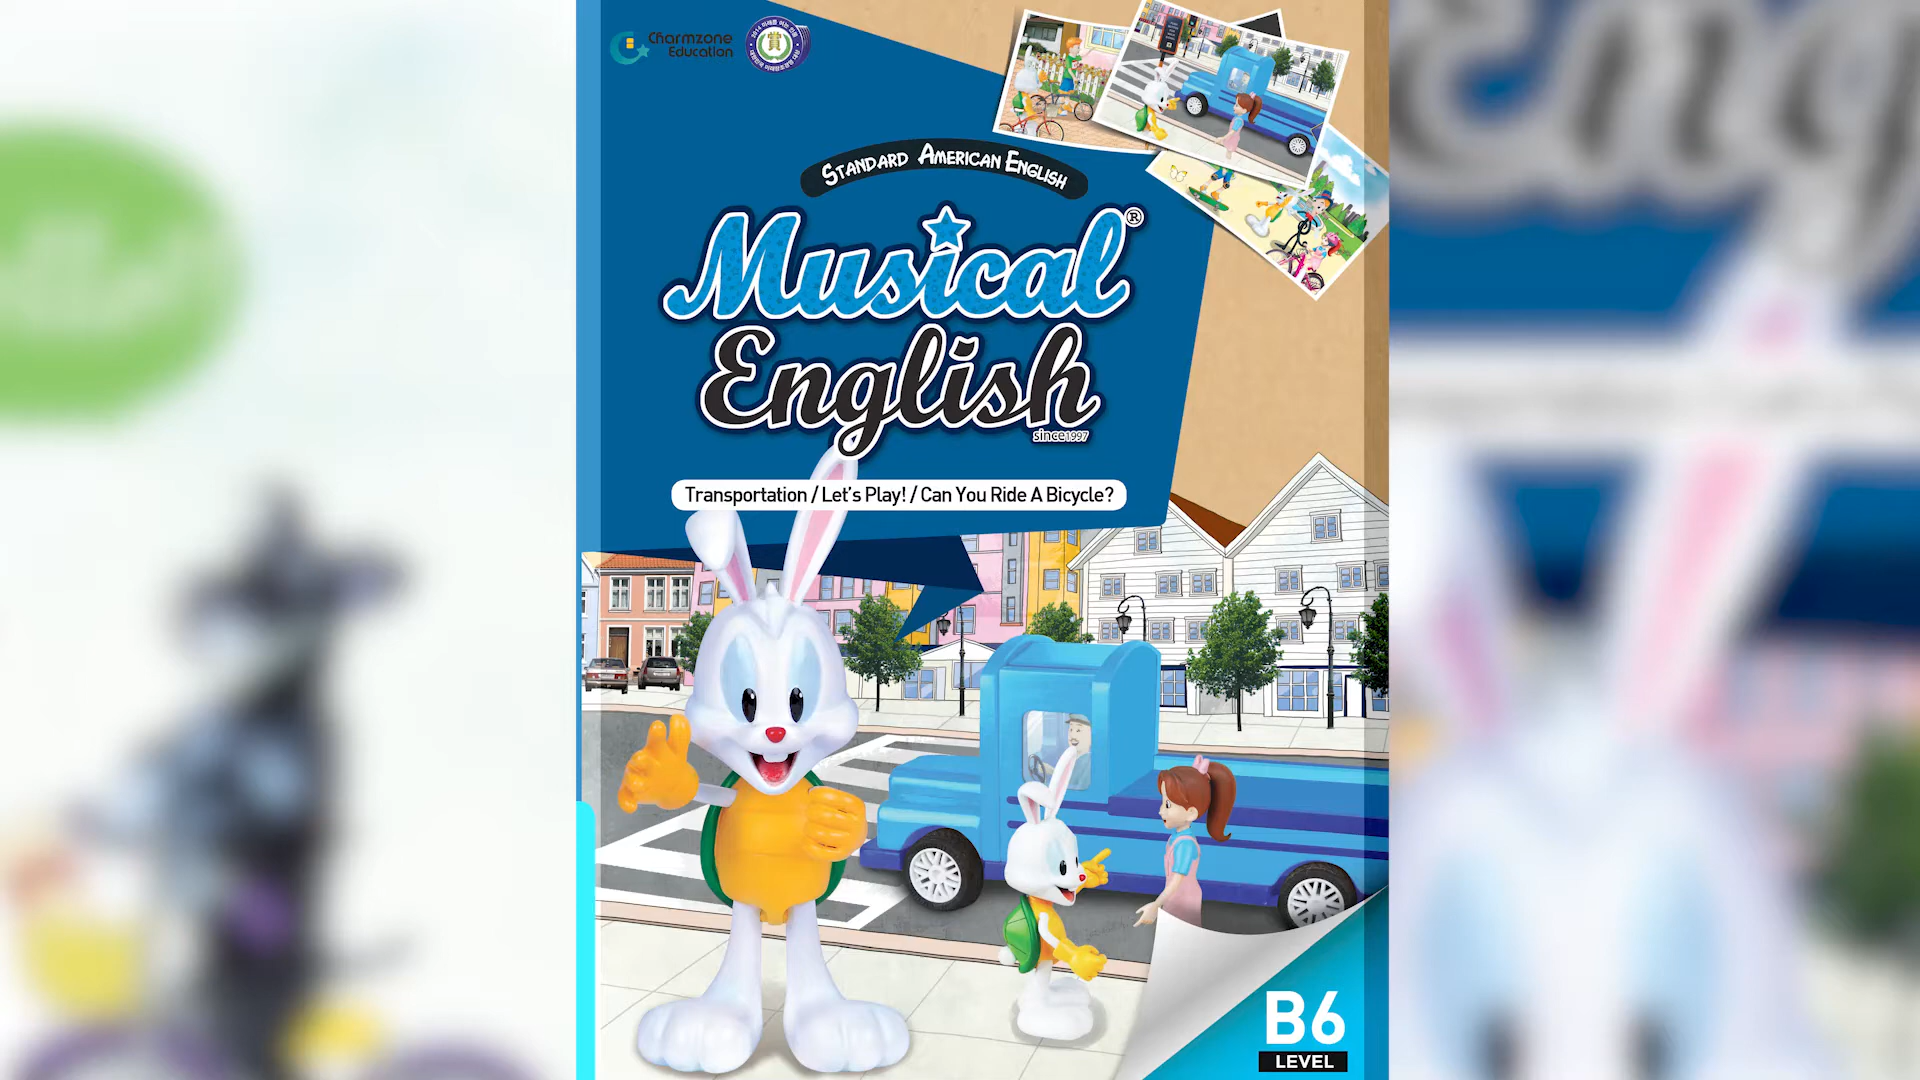 Charmzone
Education
STANDARD AMERICAN ENGLISH
Musical®
English
since1997
Transportation / Let's Play! / Can You Ride A Bicycle?
B6
LEVEL